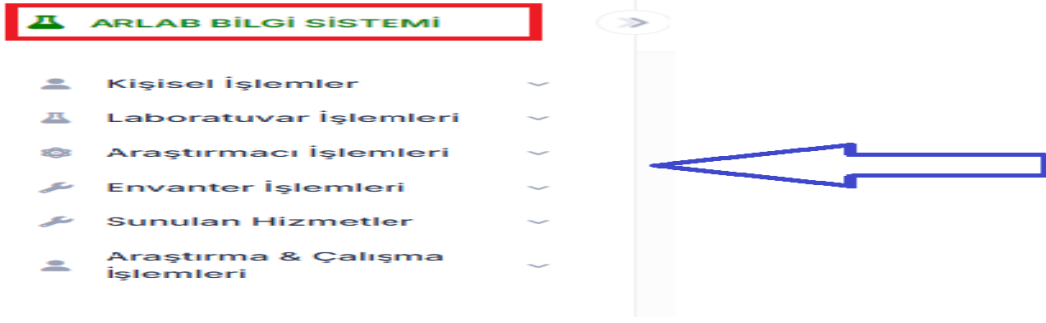 ARLAB BİLGİ SİSTEMİ
Kişisel İşlemler
Laboratuvar İşlemleri
Araştırmacı İşlemleri
Envanter İşlemleri
Sunulan Hizmetler
Araştırma & Çalışma
İşlemleri